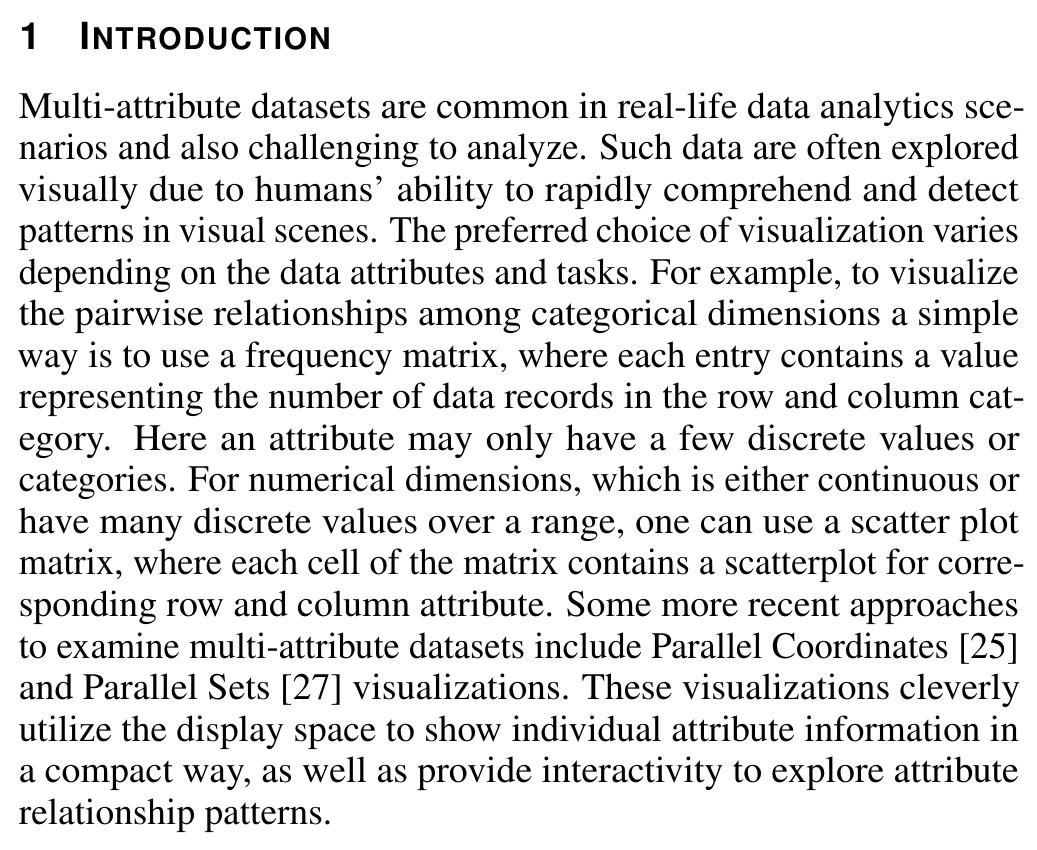 1 INTRODUCTION
Multi-attribute datasets are common in real-life data analytics sce-
narios and also challenging to analyze. Such data are often explored
visually due to humans’ ability to rapidly comprehend and detect
patterns in visual scenes. The preferred choice of visualization varies
depending on the data attributes and tasks. For example, to visualize
the pairwise relationships among categorical dimensions a simple
way is to use a frequency matrix, where each entry contains a value
representing the number of data records in the row and column cat-
egory. Here an attribute may only have a few discrete values or
categories. For numerical dimensions, which is either continuous or
have many discrete values over a range, one can use a scatter plot
matrix, where each cell of the matrix contains a scatterplot for corre-
sponding row and column attribute. Some more recent approaches
to examine multi-attribute datasets include Parallel Coordinates [25]
and Parallel Sets [27] visualizations. These visualizations cleverly
utilize the display space to show individual attribute information in
a compact way, as well as provide interactivity to explore attribute
relationship patterns.